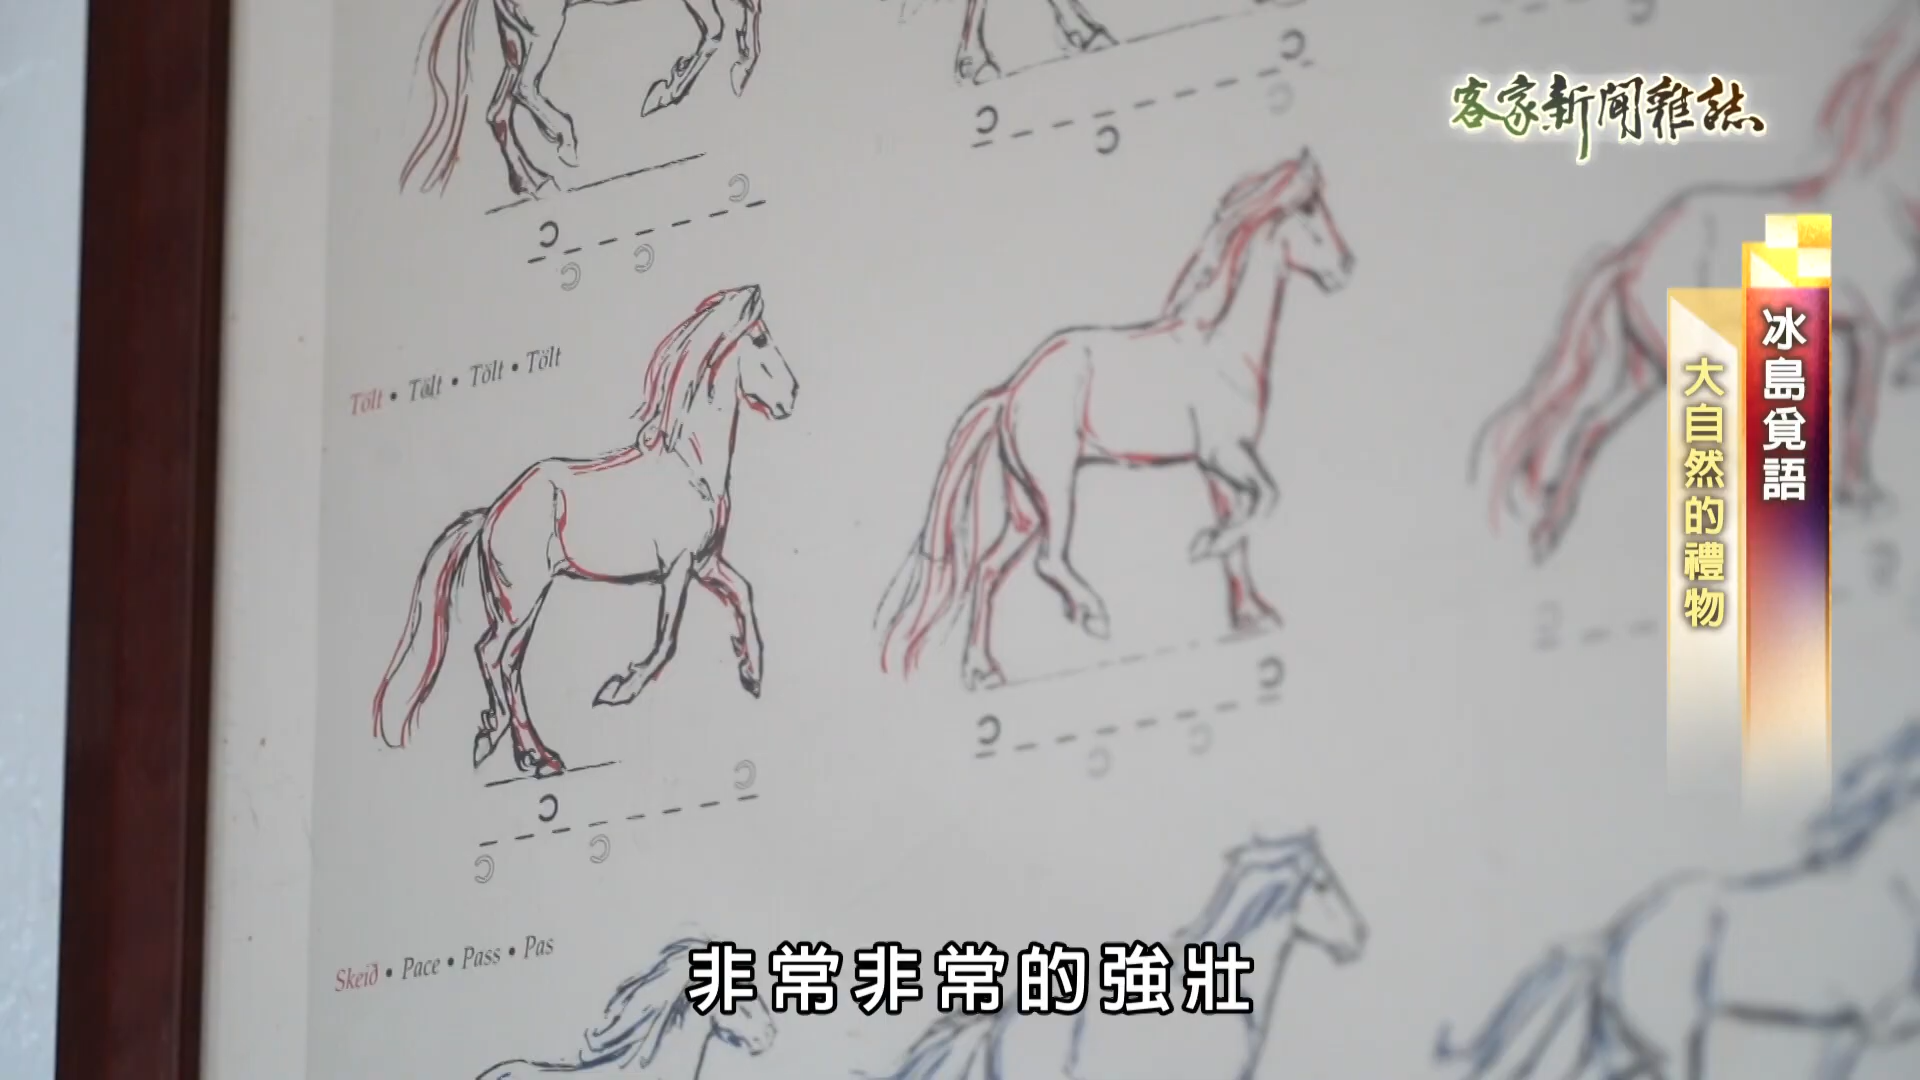 客家新聞雜誌
冰島覓語
大自然的禮物
Tölt • Tölt • Tölt • Tölt
Skeið • Pace • Pass • Pas
非常非常的強壯